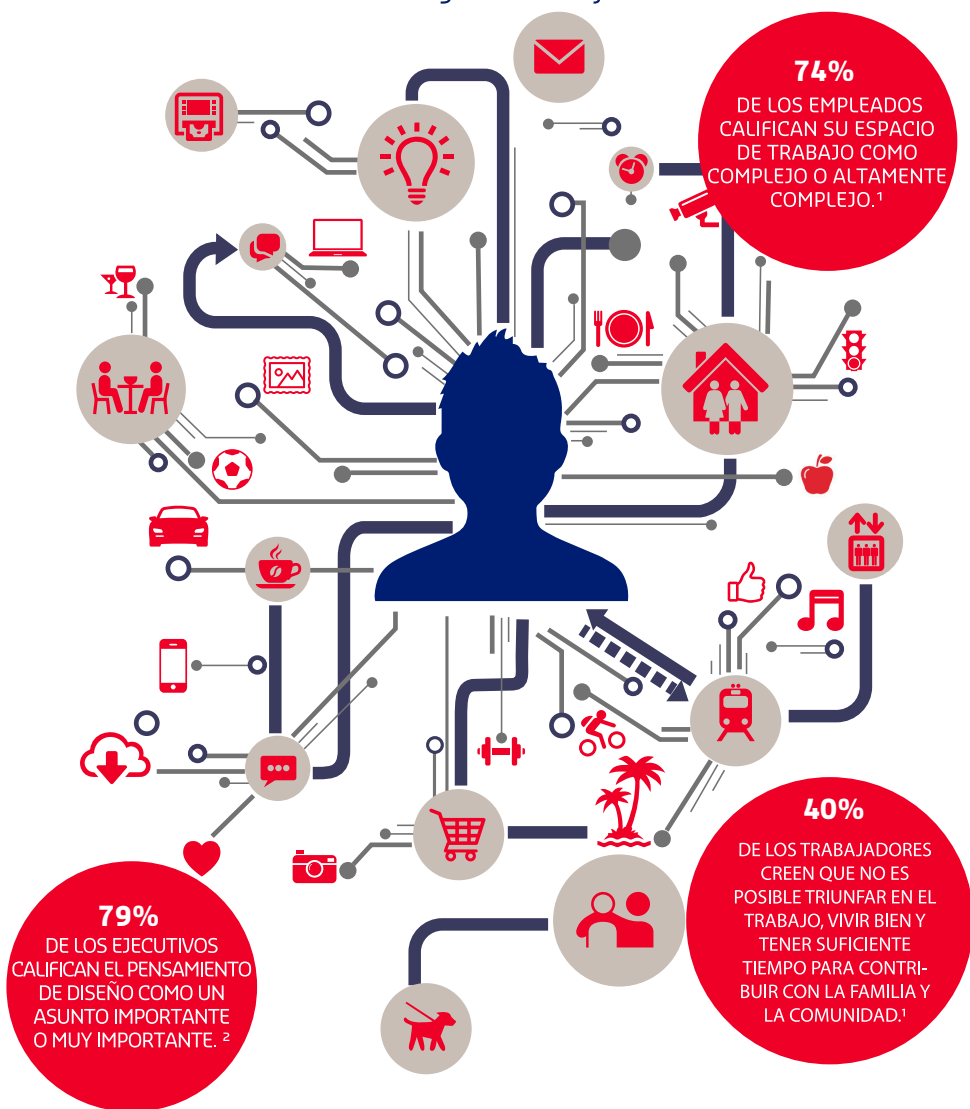 74%
DE LOS EMPLEADOS
CALIFICAN SU ESPACIO
DE TRABAJO COMO
COMPLEJO O ALTAMENTE
COMPLEJO.¹
40%
DE LOS TRABAJADORES
CREEN QUE NO ES
POSIBLE TRIUNFAR EN EL
TRABAJO, VIVIR BIEN Y
TENER SUFICIENTE
TIEMPO PARA CONTRI-
BUIR CON LA FAMILIA Y
LA COMUNIDAD.¹
79%
DE LOS EJECUTIVOS
CALIFICAN EL PENSAMIENTO
DE DISEÑO COMO UN
ASUNTO IMPORTANTE
O MUY IMPORTANTE. ²